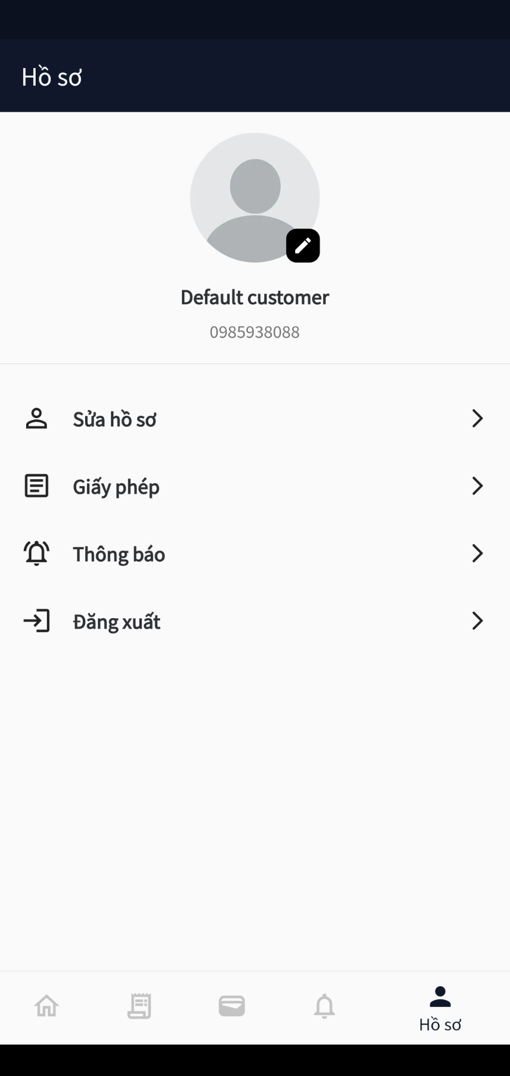 Hồ sơ
Default customer
0985938088
Sửa hồ sơ
Giấy phép
Thông báo
Đăng xuất
Hồ sơ